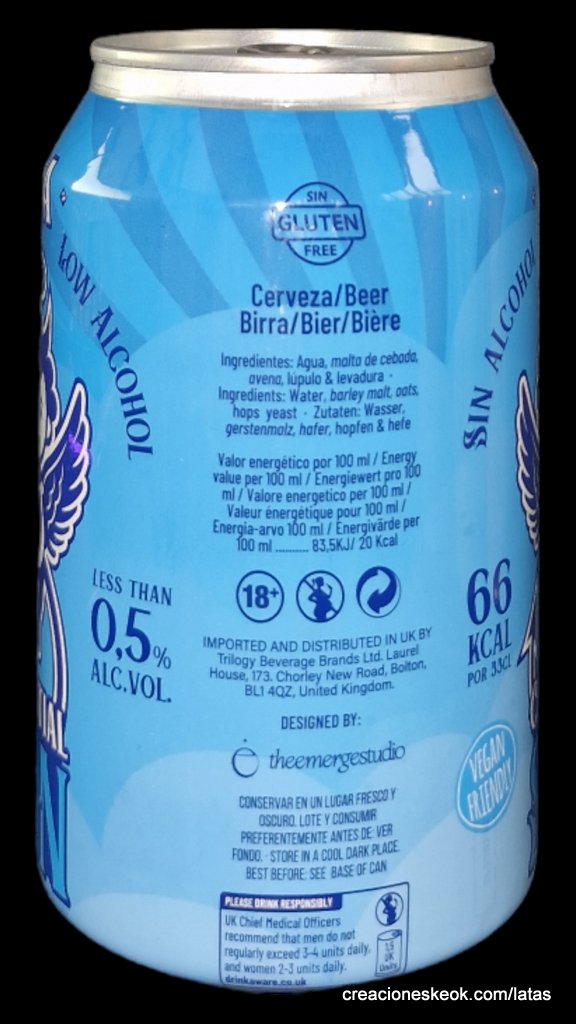 SIN
GLUTEN
FREE
LOW ALCOHOL
SIN ALCOHOL
Cerveza/Beer
Birra/Bier/Bière
Ingredientes: Agua, malta de cebada,
avena, lúpulo & levadura ·
Ingredients: Water, barley malt, oats,
hops yeast · Zutaten: Wasser,
gerstenmalz, hafer, hopfen & hefe
Valor energético por 100 ml / Energy
value per 100 ml / Energiewert pro 100
ml / Valore energetico per 100 ml /
Valeur énergétique pour 100 ml /
Energia-arvo 100 ml / Energivärde per
100 ml ........... 83,5KJ/ 20 Kcal
18+
LESS THAN
0,5%
ALC.VOL.
66
KCAL
POR 33CL
IMPORTED AND DISTRIBUTED IN UK BY
Trilogy Beverage Brands Ltd. Laurel
House, 173. Chorley New Road, Bolton,
BL1 4QZ, United Kingdom.
DESIGNED BY:
theemergestudio
VEGAN
FRIENDLY
CONSERVAR EN UN LUGAR FRESCO Y
OSCURO. LOTE Y CONSUMIR
PREFERENTEMENTE ANTES DE: VER
FONDO. · STORE IN A COOL DARK PLACE.
BEST BEFORE: SEE BASE OF CAN
PLEASE DRINK RESPONSIBLY
UK Chief Medical Officers
recommend that men do not
regularly exceed 3-4 units daily,
and women 2-3 units daily.
drinkaware.co.uk
1,5
UK
Units
creacioneskeok.com/latas